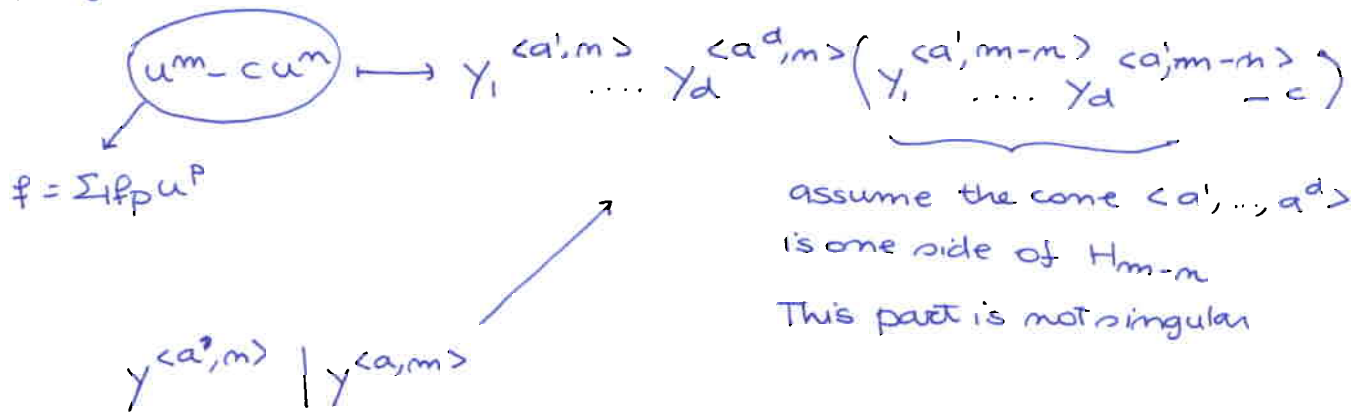 u^m - c u^n ⟼ y_1^{<a^1,n>} .... y_d^{<a^d,n>} ( y_1^{<a^1,m-n>} .... y_d^{<a^1,m-n>} - c )
f = Σ f_p u^p
assume the cone <a^1, .., a^d>
is one side of H_{m-n}
This part is not singular
y^{<a^?,n>} | y^{<a,m>}